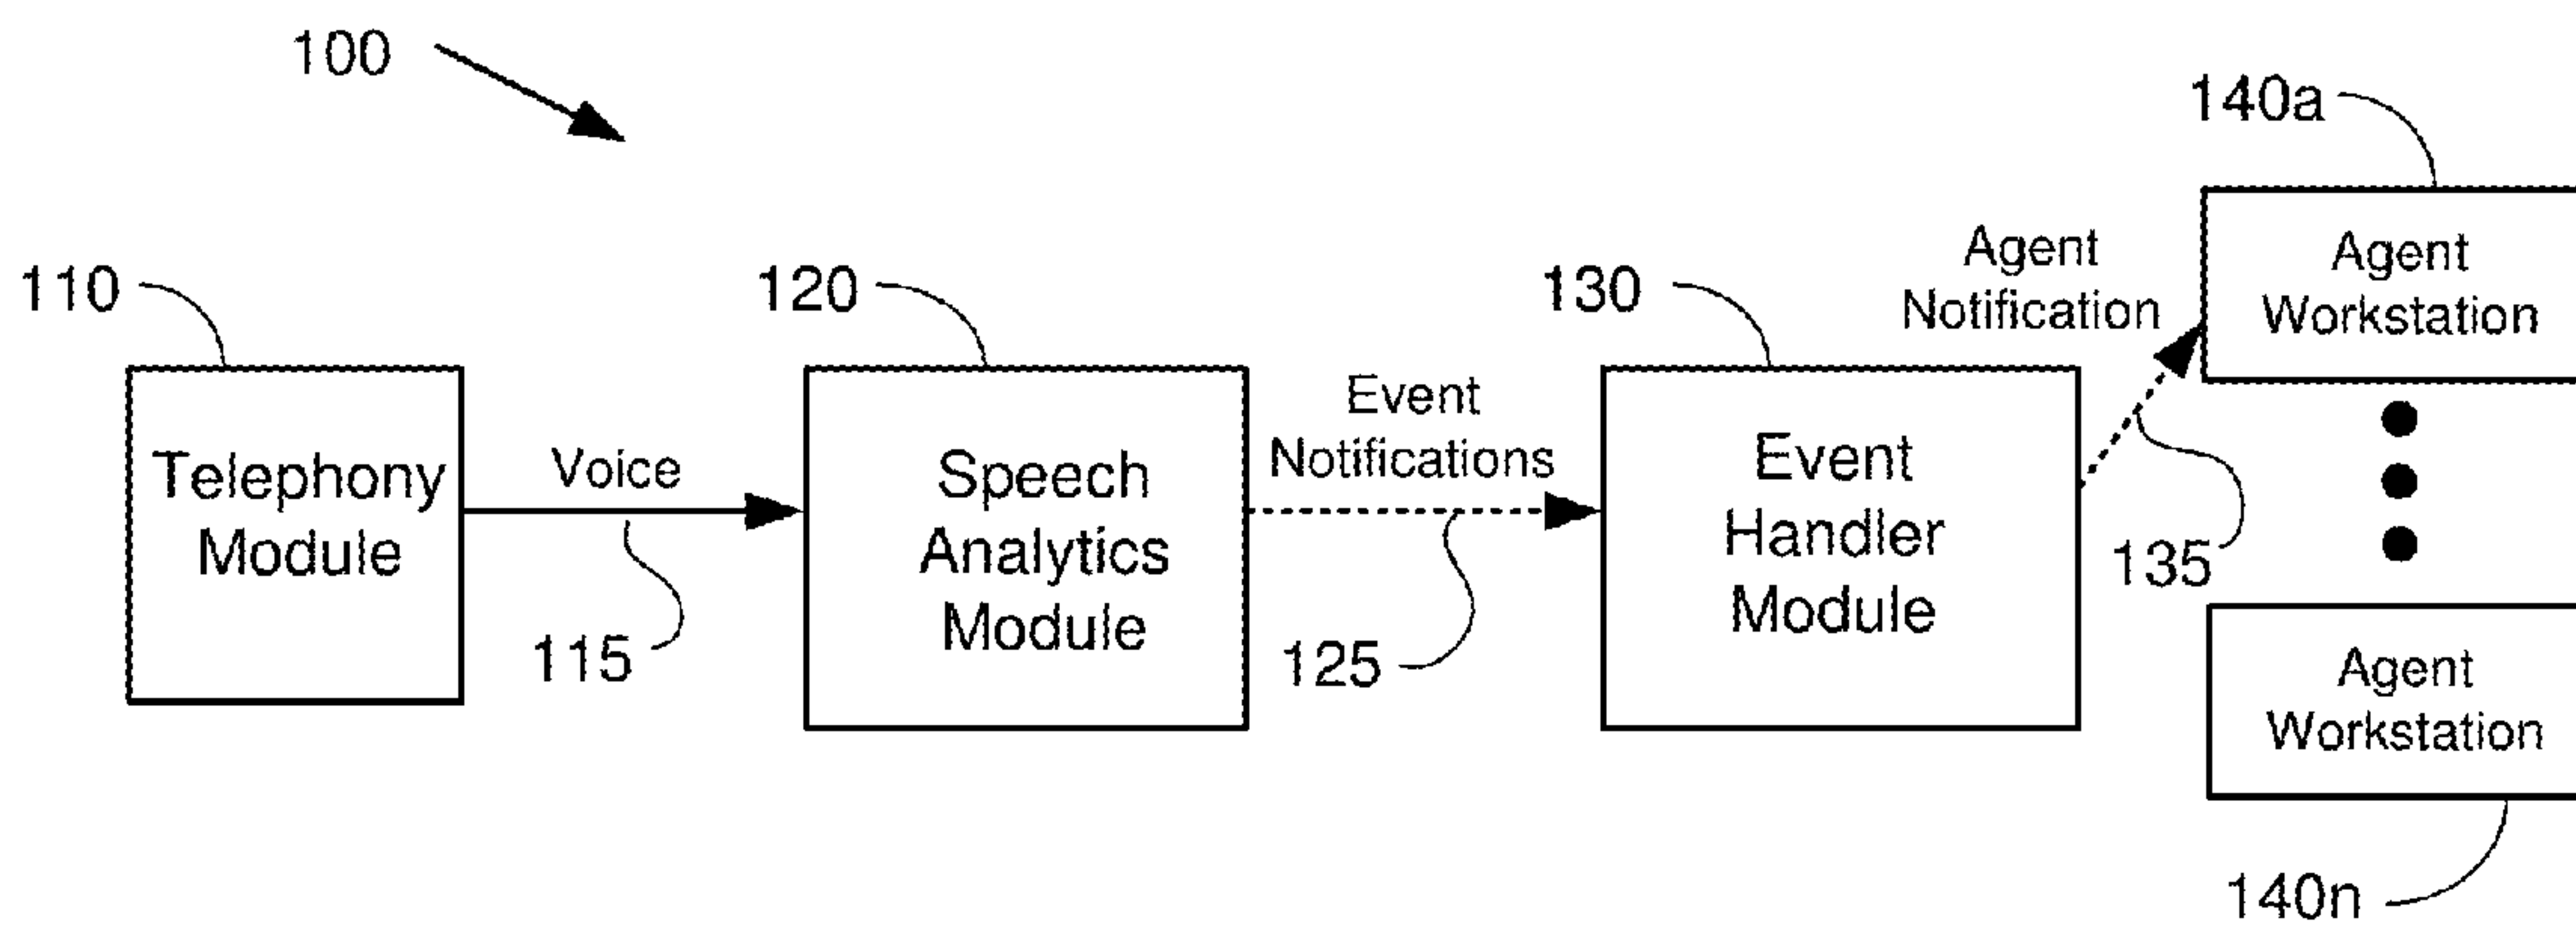 100
140a
Agent
Workstation
Agent
Notification
110
120
130
Telephony
Module
Voice
115
Speech
Analytics
Module
Event
Notifications
125
Event
Handler
Module
135
Agent
Workstation
140n